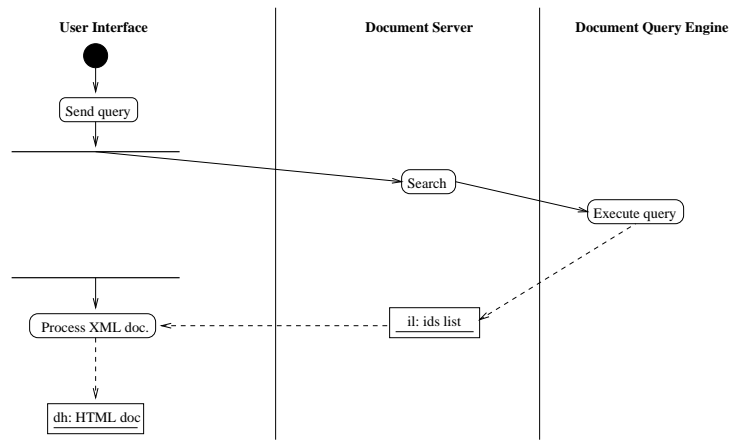 User Interface
Document Server
Document Query Engine
Send query
Search
Execute query
Process XML doc.
il: ids list
dh: HTML doc